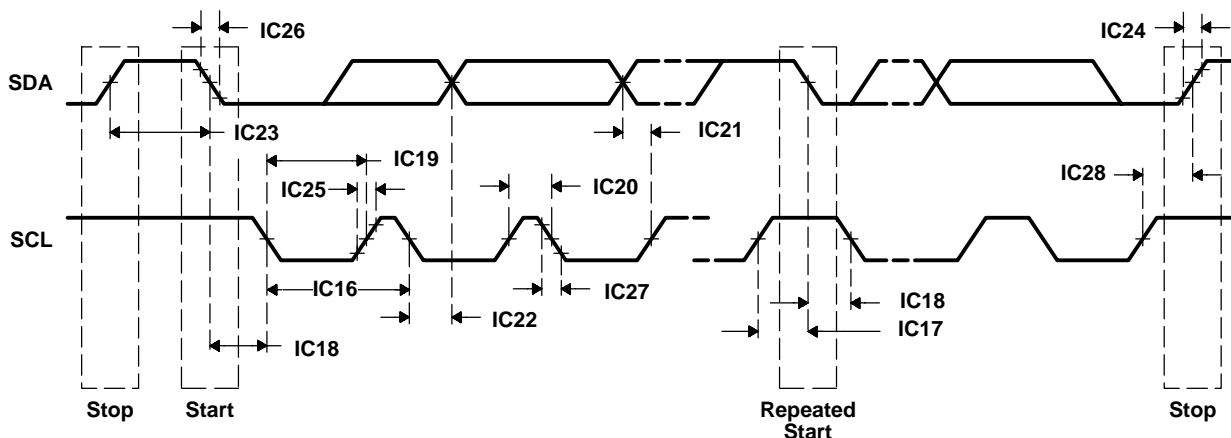 IC26
IC24
SDA
IC23
IC21
IC19
IC25
IC20
IC28
SCL
IC16
IC27
IC18
IC22
IC17
IC18
Stop
Start
Repeated
Start
Stop